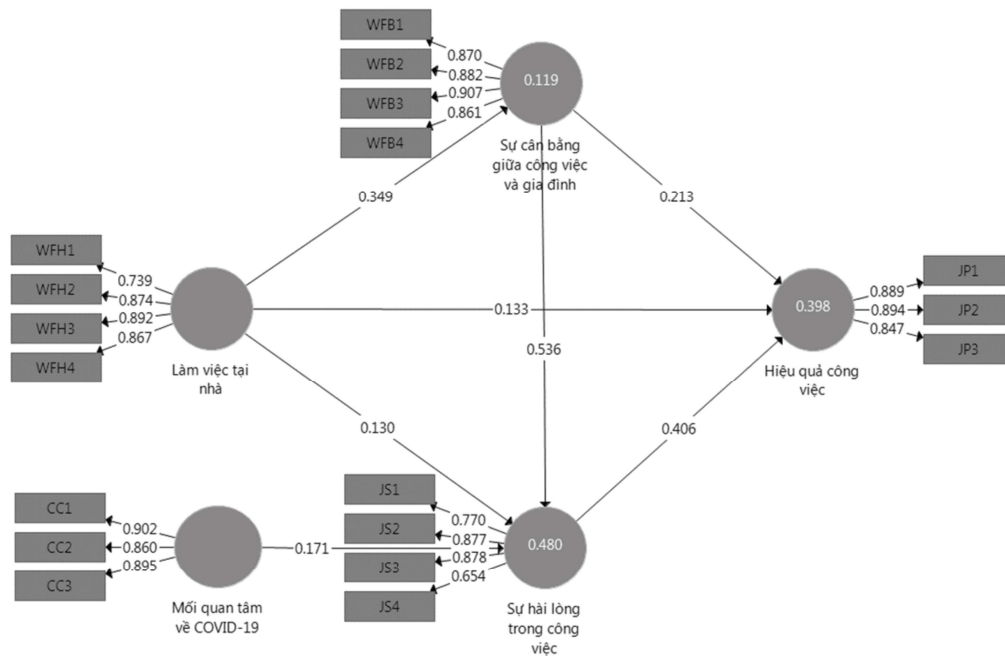 WFB1
WFB2
WFB3
WFB4
0.870
0.882
0.907
0.861
0.119
Sự cân bằng
giữa công việc
và gia đình
0.349
0.213
WFH1
WFH2
WFH3
WFH4
0.739
0.874
0.892
0.867
Làm việc tại
nhà
0.133
0.536
0.398
Hiệu quả công
việc
0.889
0.894
0.847
JP1
JP2
JP3
0.130
0.406
CC1
CC2
CC3
0.902
0.860
0.895
Mối quan tâm
về COVID-19
0.171
JS1
JS2
JS3
JS4
0.770
0.877
0.878
0.654
0.480
Sự hài lòng
trong công
việc